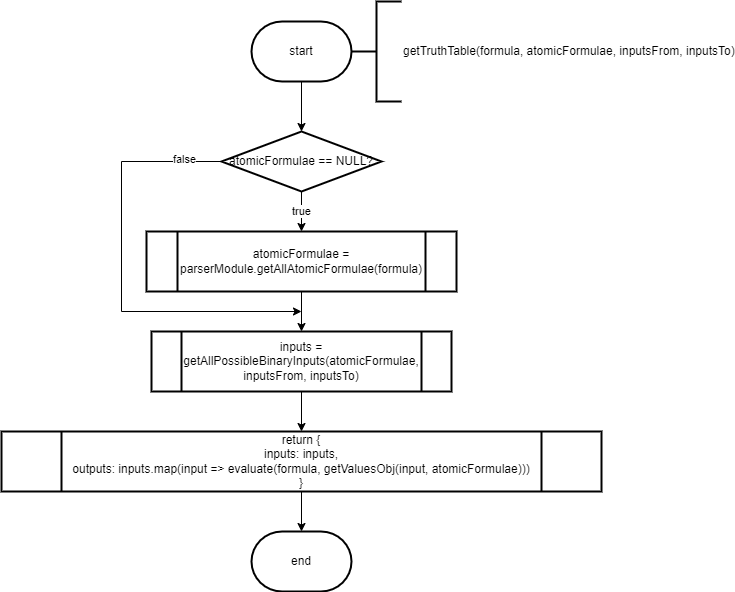 start
getTruthTable(formula, atomicFormulae, inputsFrom, inputsTo)
false
atomicFormulae == NULL?
true
atomicFormulae =
parserModule.getAllAtomicFormulae(formula)
inputs =
getAllPossibleBinaryInputs(atomicFormulae,
inputsFrom, inputsTo)
return {
inputs: inputs,
outputs: inputs.map(input => evaluate(formula, getValuesObj(input, atomicFormulae)))
}
end